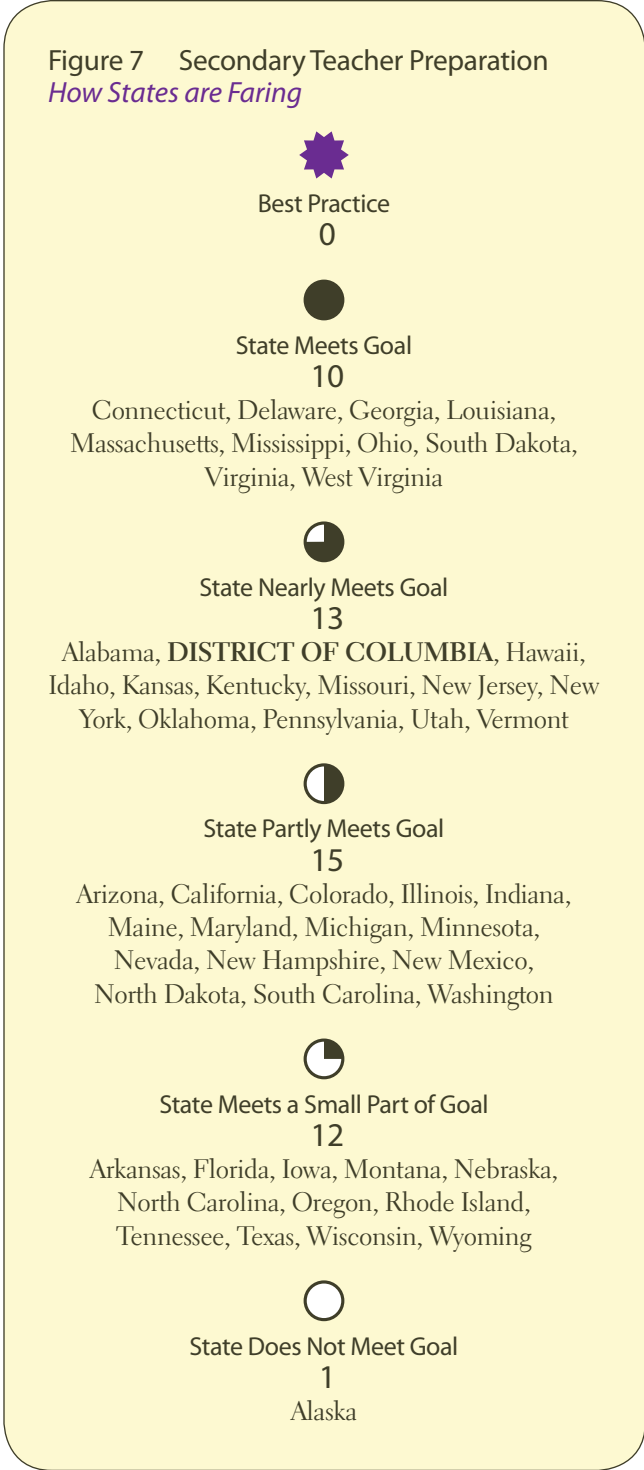 Figure 7 Secondary Teacher Preparation
How States are Faring
Best Practice
0
State Meets Goal
10
Connecticut, Delaware, Georgia, Louisiana,
Massachusetts, Mississippi, Ohio, South Dakota,
Virginia, West Virginia
State Nearly Meets Goal
13
Alabama, DISTRICT OF COLUMBIA, Hawaii,
Idaho, Kansas, Kentucky, Missouri, New Jersey, New
York, Oklahoma, Pennsylvania, Utah, Vermont
State Partly Meets Goal
15
Arizona, California, Colorado, Illinois, Indiana,
Maine, Maryland, Michigan, Minnesota,
Nevada, New Hampshire, New Mexico,
North Dakota, South Carolina, Washington
State Meets a Small Part of Goal
12
Arkansas, Florida, Iowa, Montana, Nebraska,
North Carolina, Oregon, Rhode Island,
Tennessee, Texas, Wisconsin, Wyoming
State Does Not Meet Goal
1
Alaska